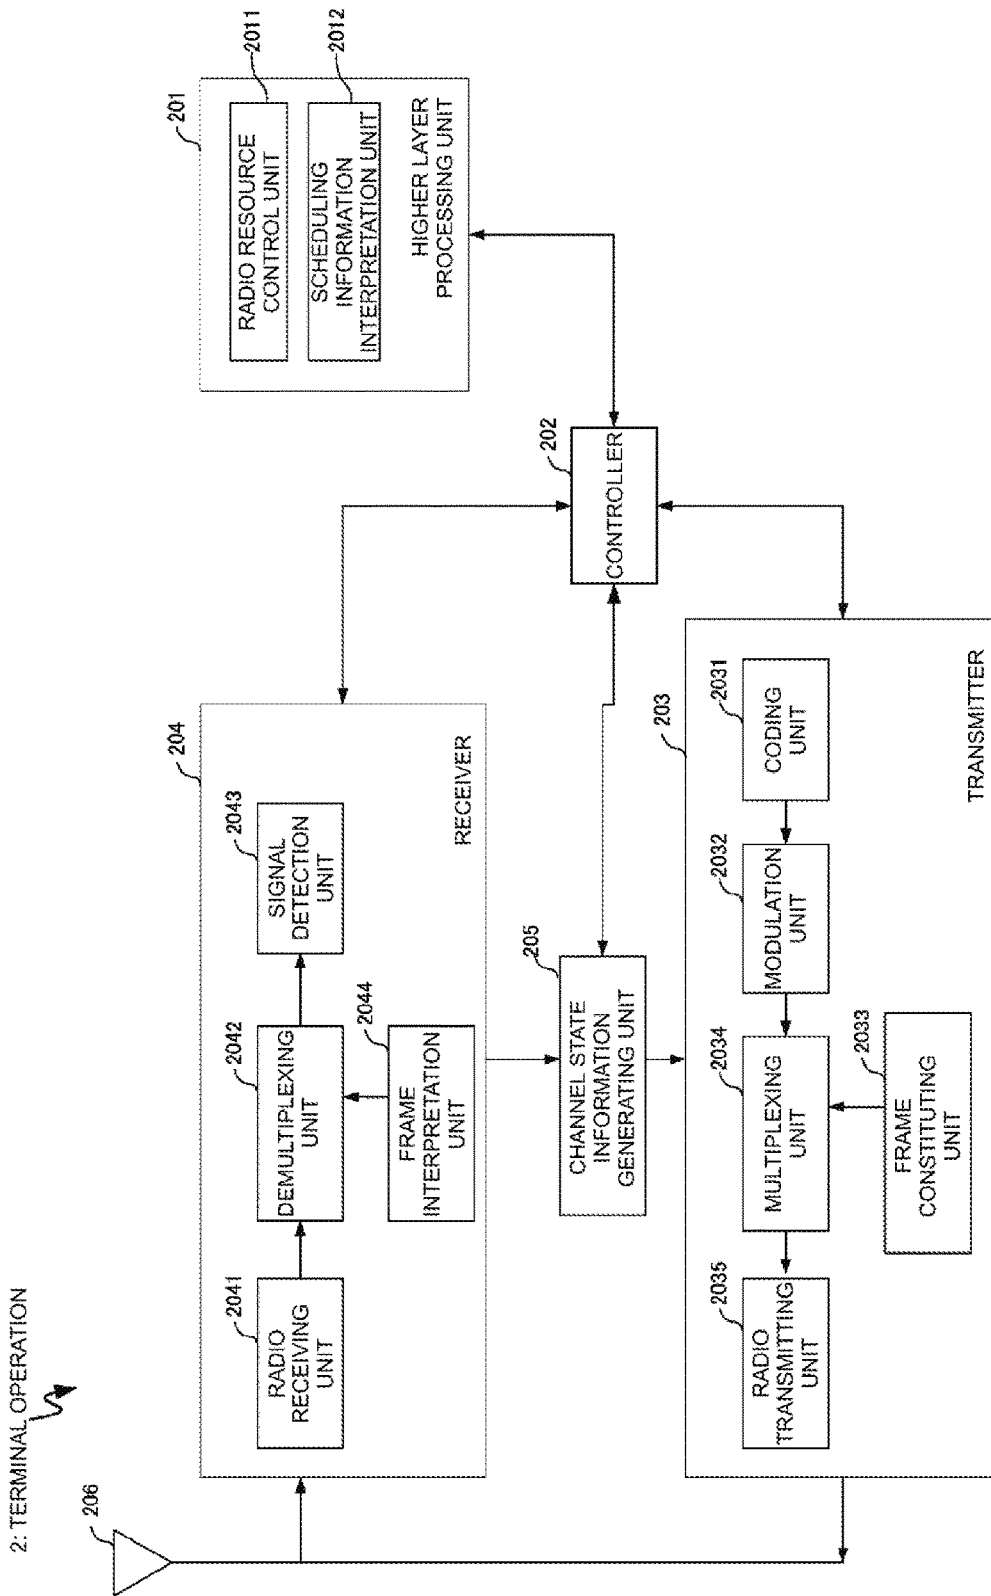 2: TERMINAL OPERATION
206
204
2041
RADIO
RECEIVING
UNIT
2042
DEMULTIPLEXING
UNIT
2043
SIGNAL
DETECTION
UNIT
2044
FRAME
INTERPRETATION
UNIT
RECEIVER
201
2011
RADIO RESOURCE
CONTROL UNIT
2012
SCHEDULING
INFORMATION
INTERPRETATION UNIT
HIGHER LAYER
PROCESSING UNIT
205
CHANNEL STATE
INFORMATION
GENERATING UNIT
202
CONTROLLER
203
2035
RADIO
TRANSMITTING
UNIT
2034
MULTIPLEXING
UNIT
2032
MODULATION
UNIT
2031
CODING
UNIT
2033
FRAME
CONSTITUTING
UNIT
TRANSMITTER